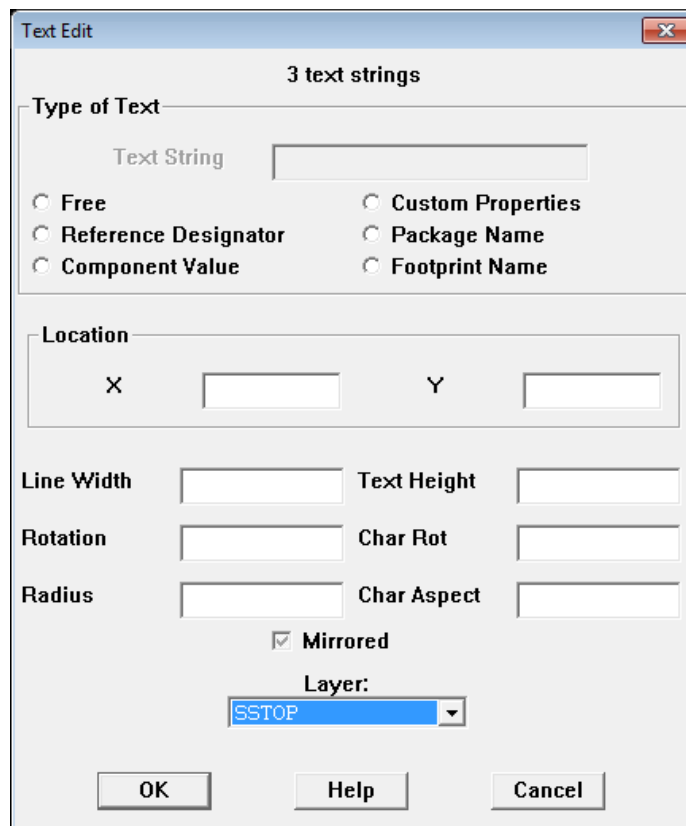 Text Edit
3 text strings
Type of Text
Text String
Free
Custom Properties
Reference Designator
Package Name
Component Value
Footprint Name
Location
X
Y
Line Width
Text Height
Rotation
Char Rot
Radius
Char Aspect
Mirrored
Layer:
SSTOP
OK
Help
Cancel